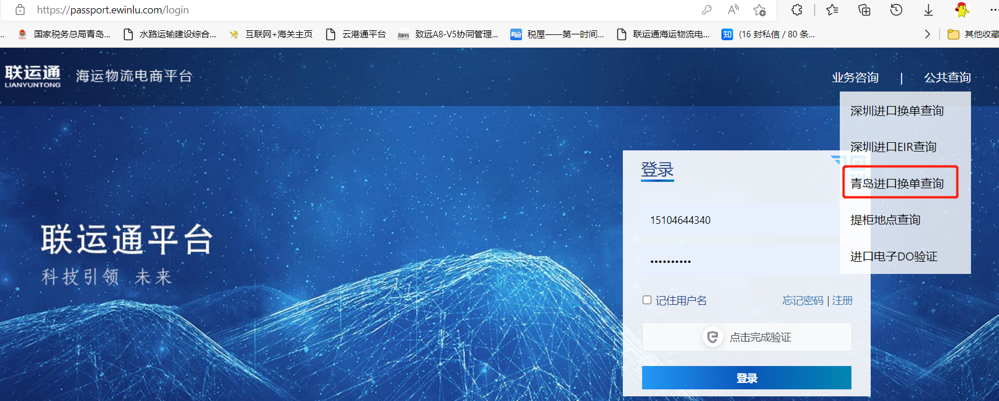 https://passport.ewinlu.com/login
国家税务总局青岛... 水路运输建设综合... 互联网+海关主页 云港通平台 致远A8-V5协同管理... 税屋——第一时间... 联运通海运物流电... 知 (16 封私信 / 80 条... 其他收藏
联运通 海运物流电商平台
LIANYUNTONG
业务咨询 | 公共查询
深圳进口换单查询
深圳进口EIR查询
青岛进口换单查询
提柜地点查询
进口电子DO验证
联运通平台
科技引领 未来
登录
15104644340
••••••••••
记住用户名 忘记密码 | 注册
点击完成验证
登录